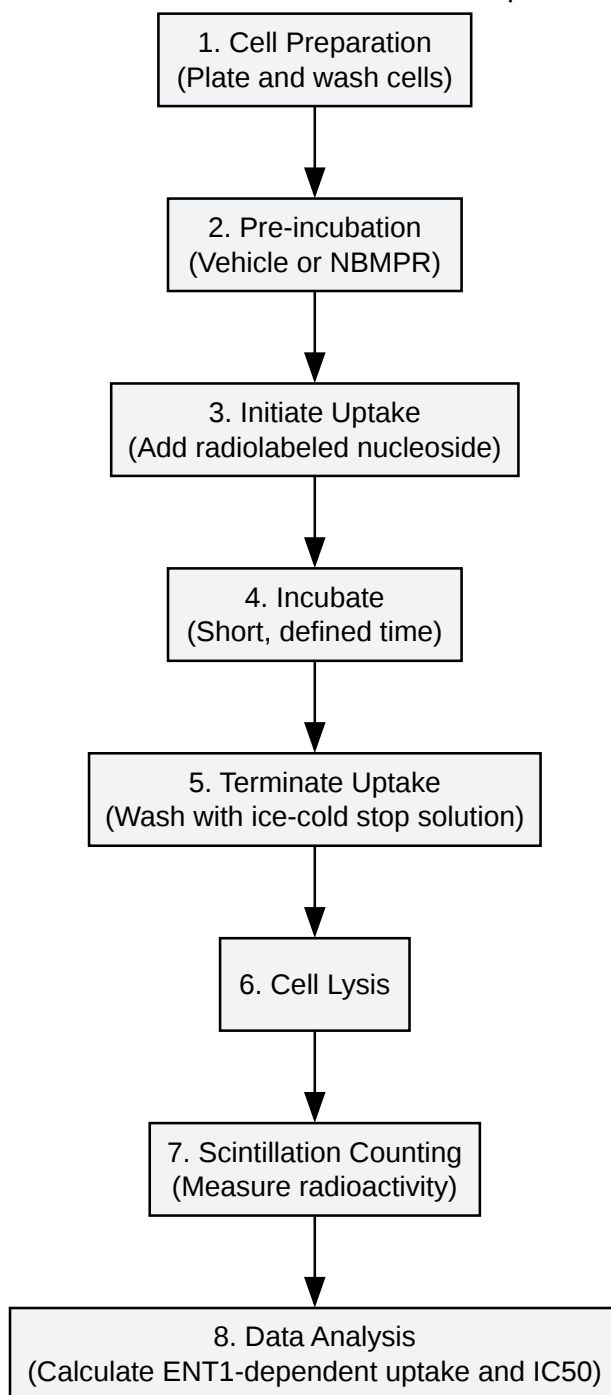 1. Cell Preparation
(Plate and wash cells)
2. Pre-incubation
(Vehicle or NBMPR)
3. Initiate Uptake
(Add radiolabeled nucleoside)
4. Incubate
(Short, defined time)
5. Terminate Uptake
(Wash with ice-cold stop solution)
6. Cell Lysis
7. Scintillation Counting
(Measure radioactivity)
8. Data Analysis
(Calculate ENT1-dependent uptake and IC50)